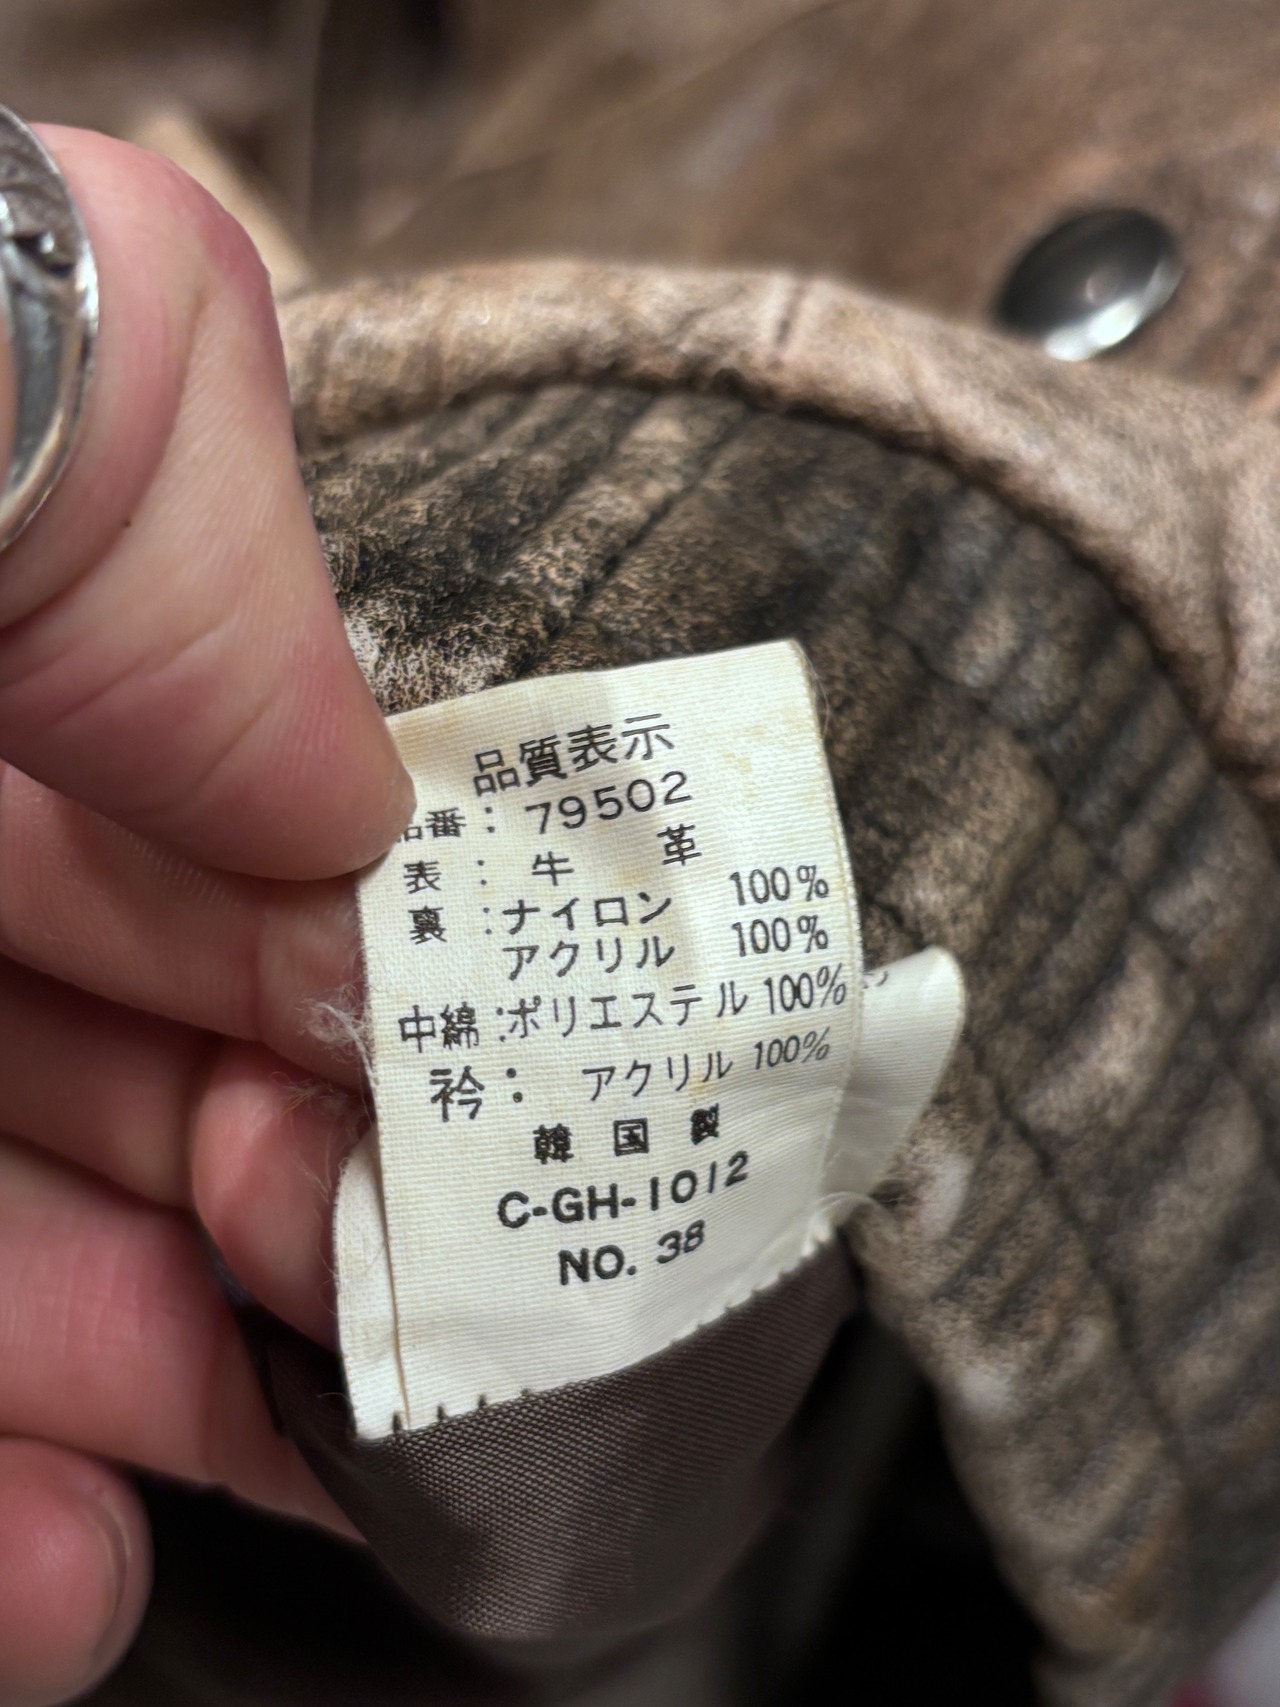 品質表示
品番：79502
表：牛 革
裏：ナイロン 100%
アクリル 100%
中綿：ポリエステル 100%
衿： アクリル 100%
韓国製
C-GH-1012
NO. 38